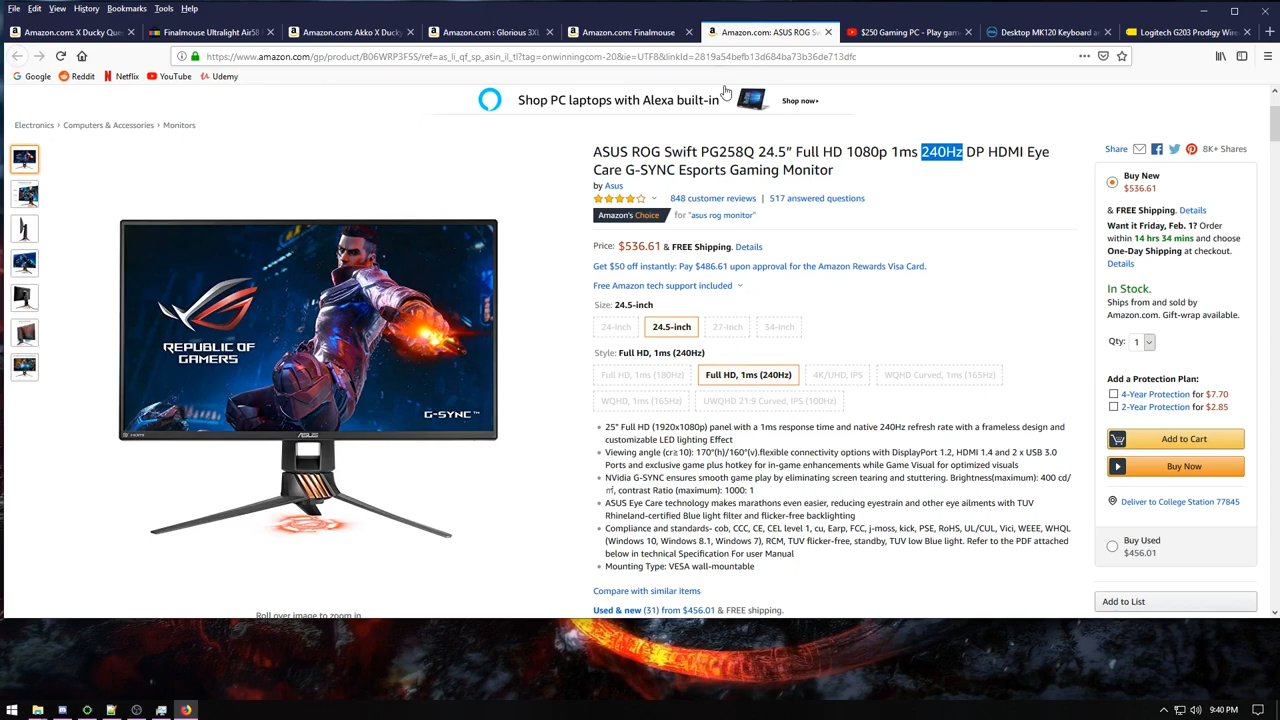 File Edit View History Bookmarks Tools Help
Amazon.com: X Ducky Que
Finalmouse Ultralight Air58
Amazon.com: Akko X Ducky
Amazon.com : Glorious 3XL
Amazon.com: Finalmouse
Amazon.com: ASUS ROG Sw
$250 Gaming PC - Play gam
Desktop MK120 Keyboard a
Logitech G203 Prodigy Wire
https://www.amazon.com/gp/product/B06WRP3FSS/ref=as_li_qf_sp_asin_il_tl?tag=onwinningcom-20&ie=UTF8&linkId=2819a54befb13d684ba73b36de713dfc
Google Reddit Netflix YouTube Udemy
Shop PC laptops with Alexa built-in
Shop now›
Electronics › Computers & Accessories › Monitors
ASUS ROG Swift PG258Q 24.5” Full HD 1080p 1ms 240Hz DP HDMI Eye
Care G-SYNC Esports Gaming Monitor
by Asus
848 customer reviews | 517 answered questions
Amazon's Choice for "asus rog monitor"
Price: $536.61 & FREE Shipping. Details
Get $50 off instantly: Pay $486.61 upon approval for the Amazon Rewards Visa Card.
Free Amazon tech support included
Size: 24.5-inch
24-inch 24.5-inch 27-inch 34-inch
Style: Full HD, 1ms (240Hz)
Full HD, 1ms (180Hz) Full HD, 1ms (240Hz) 4K/UHD, IPS WQHD Curved, 1ms (165Hz)
WQHD, 1ms (165Hz) UWQHD 21:9 Curved, IPS (100Hz)
25" Full HD (1920x1080p) panel with a 1ms response time and native 240Hz refresh rate with a frameless design and
customizable LED lighting Effect
Viewing angle (cr≧10): 170°(h)/160°(v).flexible connectivity options with DisplayPort 1.2, HDMI 1.4 and 2 x USB 3.0
Ports and exclusive game plus hotkey for in-game enhancements while Game Visual for optimized visuals
NVidia G-SYNC ensures smooth game play by eliminating screen tearing and stuttering. Brightness(maximum): 400 cd/
㎡, contrast Ratio (maximum): 1000: 1
ASUS Eye Care technology makes marathons even easier, reducing eyestrain and other eye ailments with TUV
Rhineland-certified Blue light filter and flicker-free backlighting
Compliance and standards- cob, CCC, CE, CEL level 1, cu, Earp, FCC, j-moss, kick, PSE, RoHS, UL/CUL, Vici, WEEE, WHQL
(Windows 10, Windows 8.1, Windows 7), RCM, TUV flicker-free, standby, TUV low Blue light. Refer to the PDF attached
below in technical Specification For user Manual
Mounting Type: VESA wall-mountable
Compare with similar items
Used & new (31) from $456.01 & FREE shipping.
REPUBLIC OF
GAMERS
G-SYNC™
HDMI
ASUS
Roll over image to zoom in
Share 8K+ Shares
Buy New
$536.61
& FREE Shipping. Details
Want it Friday, Feb. 1? Order
within 14 hrs 34 mins and choose
One-Day Shipping at checkout.
Details
In Stock.
Ships from and sold by
Amazon.com. Gift-wrap available.
Qty: 1
Add a Protection Plan:
4-Year Protection for $7.70
2-Year Protection for $2.85
Add to Cart
Buy Now
Deliver to College Station 77845
Buy Used
$456.01
Add to List
9:40 PM